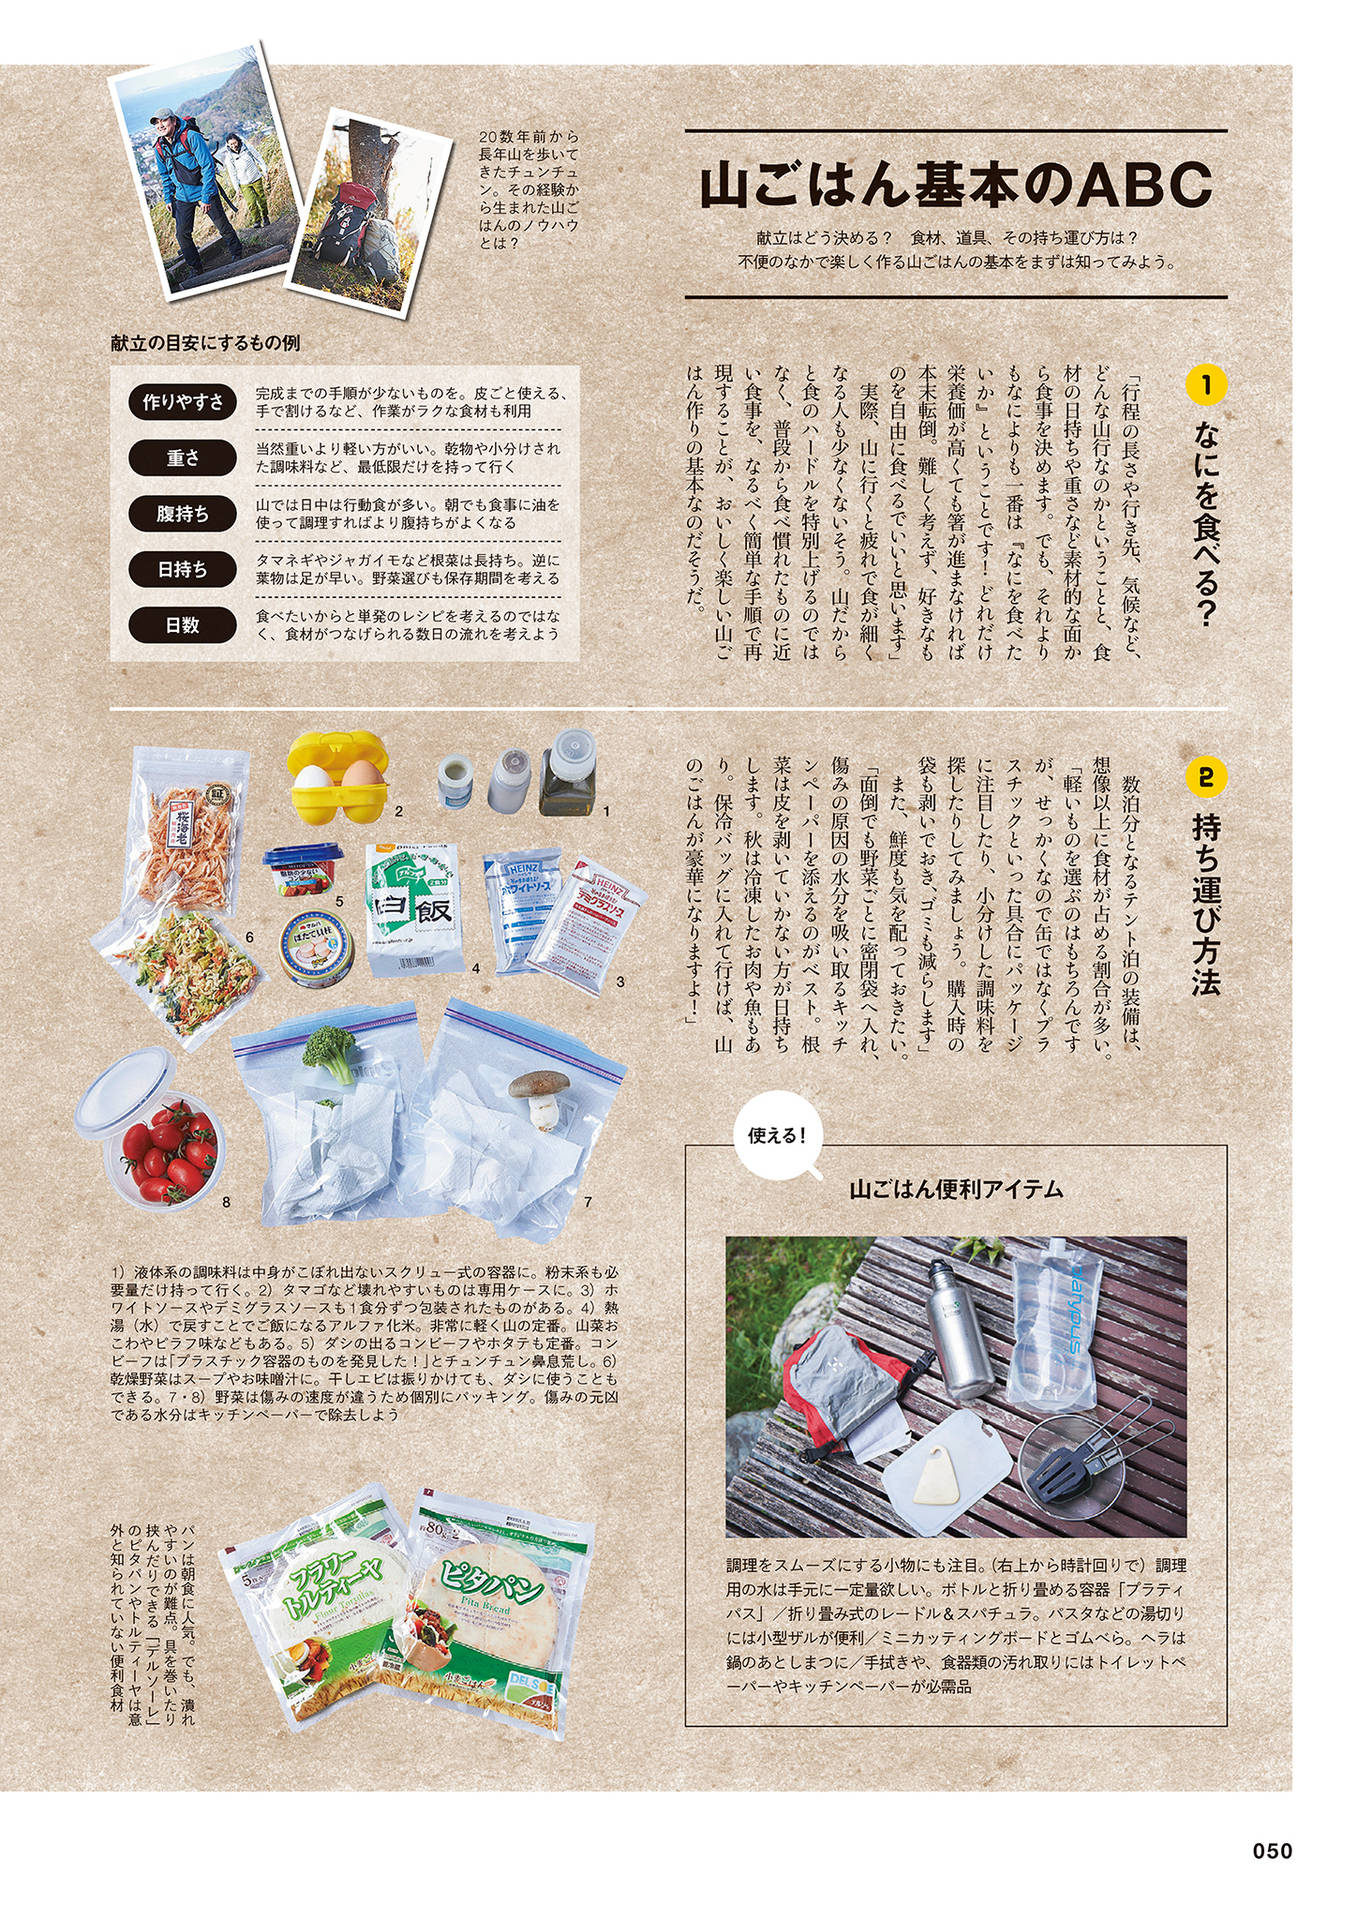 山ごはん基本のABC
献立はどう決める？　食材、道具、その持ち運び方は？
不便のなかで楽しく作る山ごはんの基本をまずは知ってみよう。
20数年前から
長年山を歩いて
きたチュンチュ
ン。その経験か
ら生まれた山ご
はんのノウハウ
とは？
1 なにを食べる？
「行程の長さや行き先、気候など、
どんな山行なのかということと、食
材の日持ちや重さなど素材的な面か
ら食事を決めます。でも、それより
もなによりも一番は『なにを食べた
いか』ということです！どれだけ
栄養価が高くても箸が進まなければ
本末転倒。難しく考えず、好きなも
のを自由に食べるでいいと思います」
　実際、山に行くと疲れで食が細く
なる人も少なくないそう。山だから
と食のハードルを特別上げるのでは
なく、普段から食べ慣れたものに近
い食事を、なるべく簡単な手順で再
現することが、おいしく楽しい山ご
はん作りの基本なのだそうだ。
献立の目安にするもの例
作りやすさ
完成までの手順が少ないものを。皮ごと使える、
手で割けるなど、作業がラクな食材も利用
重さ
当然重いより軽い方がいい。乾物や小分けされ
た調味料など、最低限だけを持って行く
腹持ち
山では日中は行動食が多い。朝でも食事に油を
使って調理すればより腹持ちがよくなる
日持ち
タマネギやジャガイモなど根菜は長持ち。逆に
葉物は足が早い。野菜選びも保存期間を考える
日数
食べたいからと単発のレシピを考えるのではな
く、食材がつなげられる数日の流れを考えよう
2 持ち運び方法
　数泊分となるテント泊の装備は、
想像以上に食材が占める割合が多い。
「軽いものを選ぶのはもちろんです
が、せっかくなので缶ではなくプラ
スチックといった具合にパッケージ
に注目したり、小分けした調味料を
探したりしてみましょう。購入時の
袋も剥いでおき、ゴミも減らします」
　また、鮮度も気を配っておきたい。
「面倒でも野菜ごとに密閉袋へ入れ、
傷みの原因の水分を吸い取るキッチ
ンペーパーを添えるのがベスト。根
菜は皮を剥いていかない方が日持ち
します。秋は冷凍したお肉や魚もあ
り。保冷バッグに入れて行けば、山
のごはんが豪華になりますよ！」
1
2
3
4
5
6
7
8
桜海老
白飯
HEINZ
ホワイトソース
HEINZ
デミグラスソース
ほたて貝柱
1）液体系の調味料は中身がこぼれ出ないスクリュー式の容器に。粉末系も必
要量だけ持って行く。2）タマゴなど壊れやすいものは専用ケースに。3）ホ
ワイトソースやデミグラスソースも1食分ずつ包装されたものがある。4）熱
湯（水）で戻すことでご飯になるアルファ化米。非常に軽く山の定番。山菜お
こわやピラフ味などもある。5）ダシの出るコンビーフやホタテも定番。コン
ビーフは「プラスチック容器のものを発見した！」とチュンチュン鼻息荒し。6）
乾燥野菜はスープやお味噌汁に。干しエビは振りかけても、ダシに使うことも
できる。7・8）野菜は傷みの速度が違うため個別にパッキング。傷みの元凶
である水分はキッチンペーパーで除去しよう
使える！
山ごはん便利アイテム
platypus
調理をスムーズにする小物にも注目。（右上から時計回りで）調理
用の水は手元に一定量欲しい。ボトルと折り畳める容器「プラティ
パス」／折り畳み式のレードル＆スパチュラ。パスタなどの湯切り
には小型ザルが便利／ミニカッティングボードとゴムべら。ヘラは
鍋のあとしまつに／手拭きや、食器類の汚れ取りにはトイレットペ
ーパーやキッチンペーパーが必需品
パンは朝食に人気。でも、潰れ
やすいのが難点。具を巻いたり
挟んだりできる「デルソーレ」
のピタパンやトルティーヤは意
外と知られていない便利食材
フラワー
トルティーヤ
Flour Tortillas
5枚入
約80g×2
ピタパン
Pita Bread
小麦ごはん
小麦ごはん
DELSOLE
デルソーレ
050